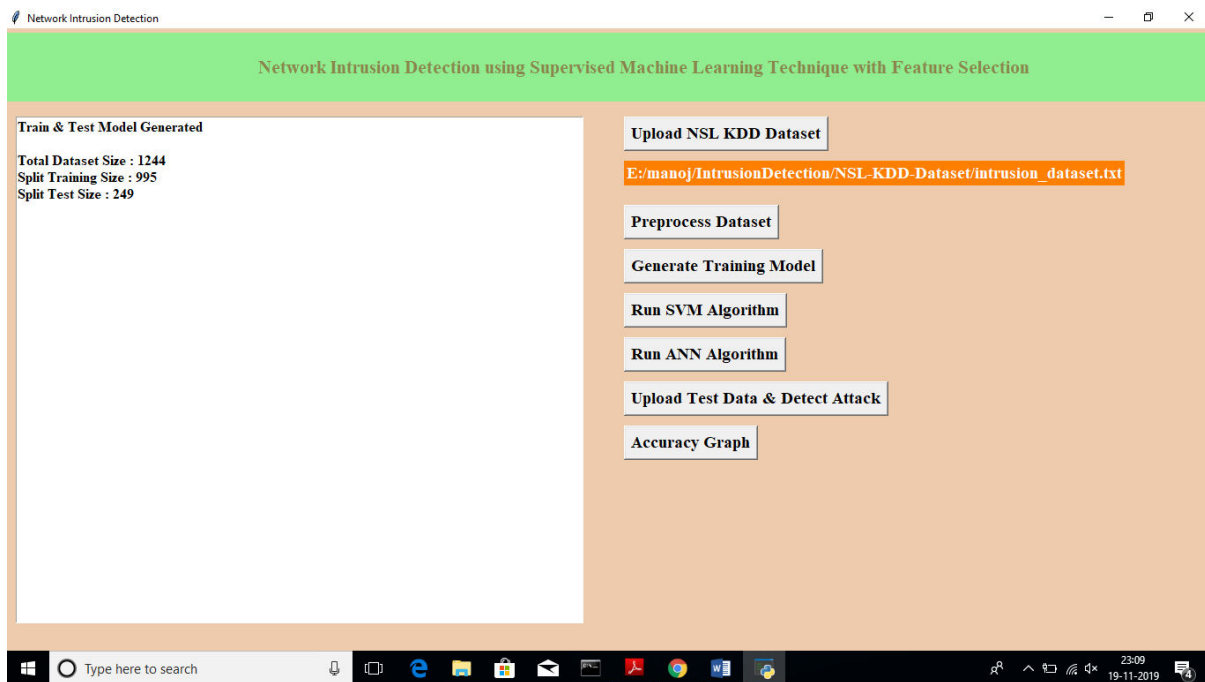 Network Intrusion Detection
Network Intrusion Detection using Supervised Machine Learning Technique with Feature Selection
Train & Test Model Generated
Total Dataset Size : 1244
Split Training Size : 995
Split Test Size : 249
Upload NSL KDD Dataset
E:/manoj/IntrusionDetection/NSL-KDD-Dataset/intrusion_dataset.txt
Preprocess Dataset
Generate Training Model
Run SVM Algorithm
Run ANN Algorithm
Upload Test Data & Detect Attack
Accuracy Graph
Type here to search
23:09
19-11-2019
4